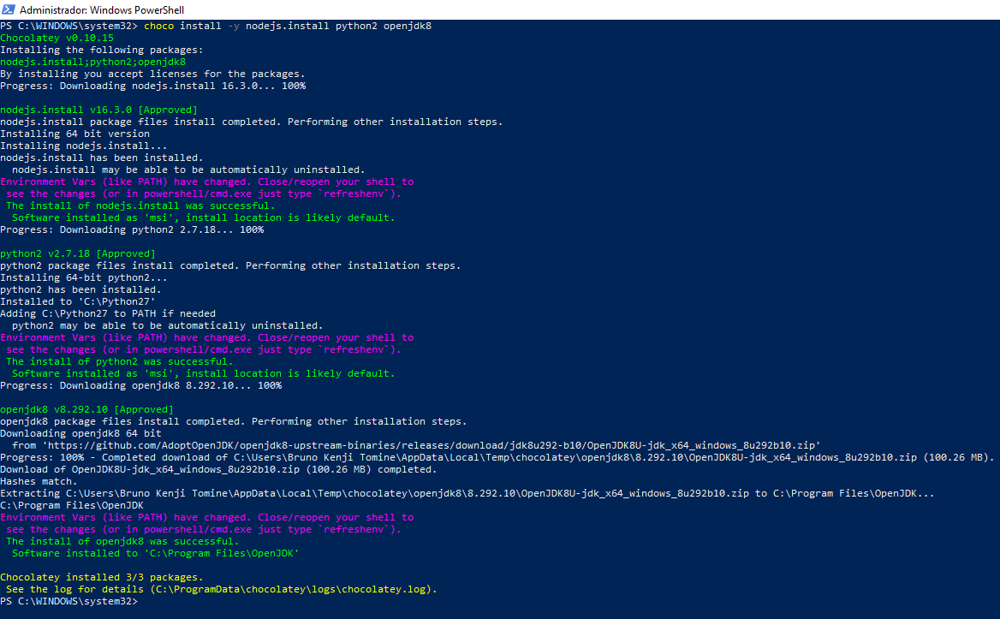 Administrador: Windows PowerShell
PS C:\WINDOWS\system32> choco install -y nodejs.install python2 openjdk8
Chocolatey v0.10.15
Installing the following packages:
nodejs.install;python2;openjdk8
By installing you accept licenses for the packages.
Progress: Downloading nodejs.install 16.3.0... 100%
nodejs.install v16.3.0 [Approved]
nodejs.install package files install completed. Performing other installation steps.
Installing 64 bit version
Installing nodejs.install...
nodejs.install has been installed.
  nodejs.install may be able to be automatically uninstalled.
Environment Vars (like PATH) have changed. Close/reopen your shell to
 see the changes (or in powershell/cmd.exe just type `refreshenv`).
 The install of nodejs.install was successful.
  Software installed as 'msi', install location is likely default.
Progress: Downloading python2 2.7.18... 100%
python2 v2.7.18 [Approved]
python2 package files install completed. Performing other installation steps.
Installing 64-bit python2...
python2 has been installed.
Installed to 'C:\Python27'
Adding C:\Python27 to PATH if needed
  python2 may be able to be automatically uninstalled.
Environment Vars (like PATH) have changed. Close/reopen your shell to
 see the changes (or in powershell/cmd.exe just type `refreshenv`).
 The install of python2 was successful.
  Software installed as 'msi', install location is likely default.
Progress: Downloading openjdk8 8.292.10... 100%
openjdk8 v8.292.10 [Approved]
openjdk8 package files install completed. Performing other installation steps.
Downloading openjdk8 64 bit
  from 'https://github.com/AdoptOpenJDK/openjdk8-upstream-binaries/releases/download/jdk8u292-b10/OpenJDK8U-jdk_x64_windows_8u292b10.zip'
Progress: 100% - Completed download of C:\Users\Bruno Kenji Tomine\AppData\Local\Temp\chocolatey\openjdk8\8.292.10\OpenJDK8U-jdk_x64_windows_8u292b10.zip (100.26 MB).
Download of OpenJDK8U-jdk_x64_windows_8u292b10.zip (100.26 MB) completed.
Hashes match.
Extracting C:\Users\Bruno Kenji Tomine\AppData\Local\Temp\chocolatey\openjdk8\8.292.10\OpenJDK8U-jdk_x64_windows_8u292b10.zip to C:\Program Files\OpenJDK...
C:\Program Files\OpenJDK
Environment Vars (like PATH) have changed. Close/reopen your shell to
 see the changes (or in powershell/cmd.exe just type `refreshenv`).
 The install of openjdk8 was successful.
  Software installed to 'C:\Program Files\OpenJDK'
Chocolatey installed 3/3 packages.
 See the log for details (C:\ProgramData\chocolatey\logs\chocolatey.log).
PS C:\WINDOWS\system32>